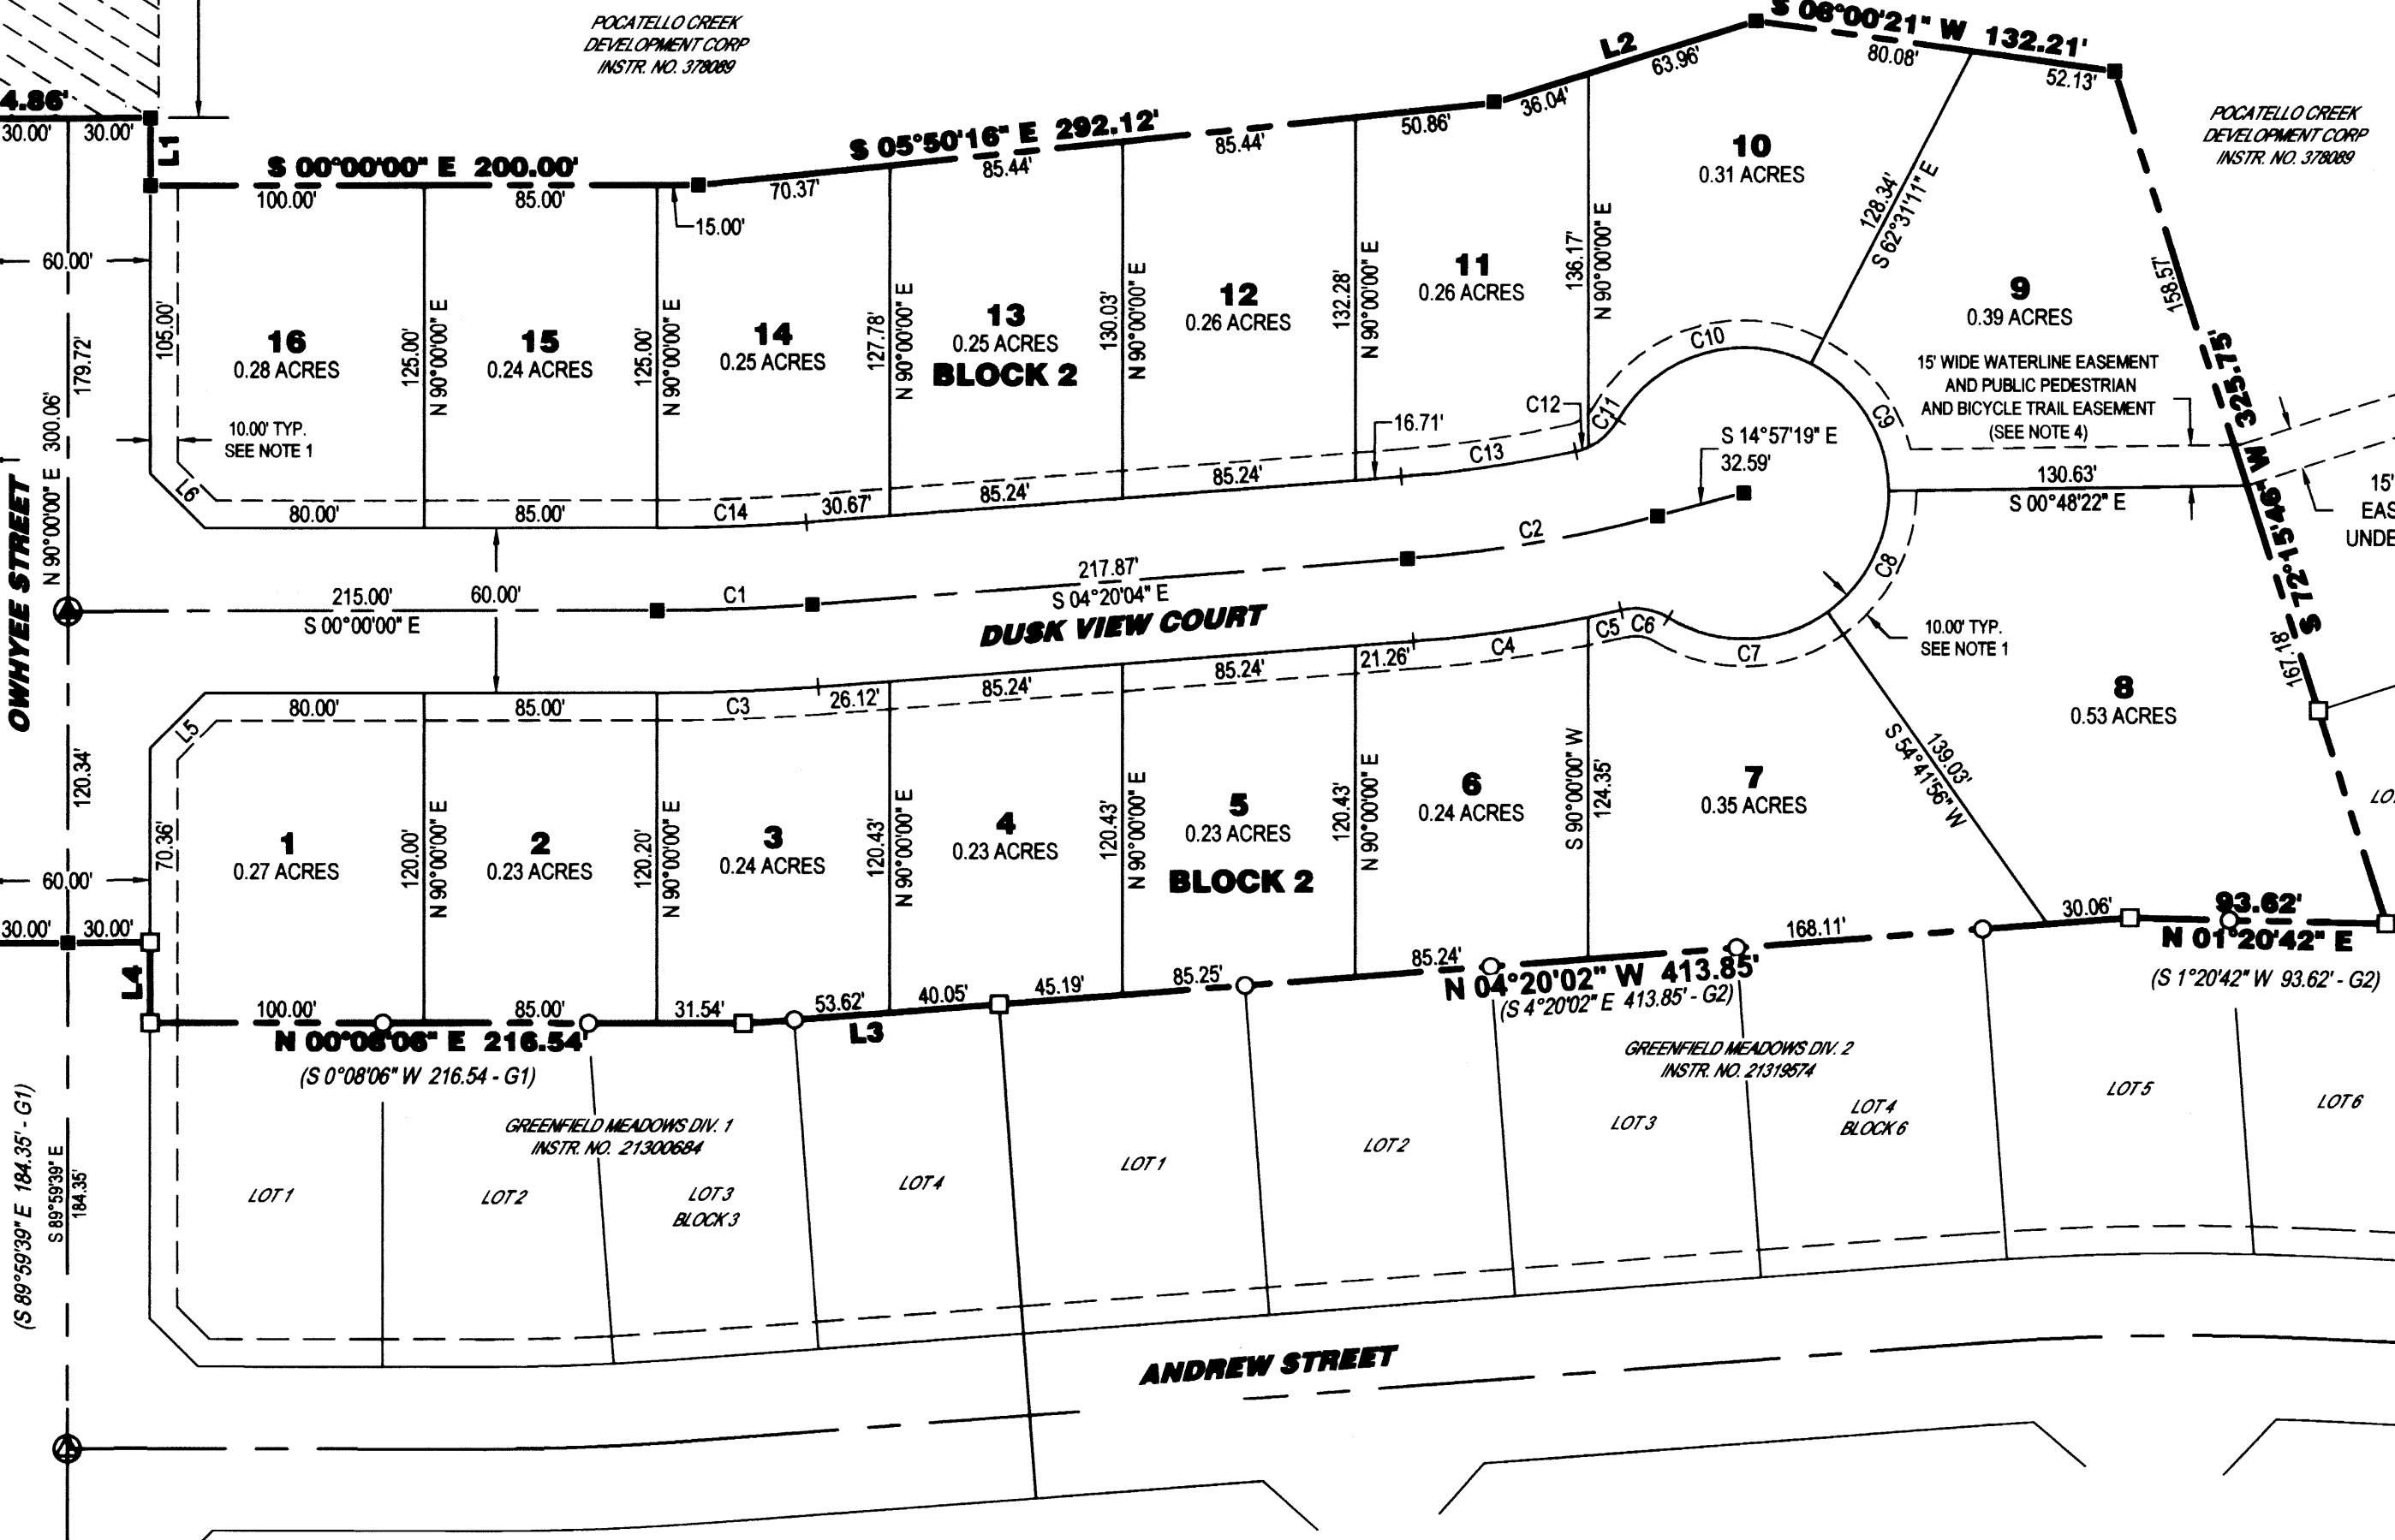 POCATELLO CREEK
DEVELOPMENT CORP
INSTR. NO. 378089
S 08°00'21" W 132.21'
80.08'
52.13'
L2
63.96'
36.04'
POCATELLO CREEK
DEVELOPMENT CORP
INSTR. NO. 378089
4.86'
30.00'
30.00'
L1
S 00°00'00" E 200.00'
100.00'
85.00'
15.00'
S 05°50'16" E 292.12'
70.37'
85.44'
85.44'
50.86'
60.00'
105.00'
179.72'
N 90°00'00" E 300.06'
OWHYEE STREET
16
0.28 ACRES
125.00'
N 90°00'00" E
15
0.24 ACRES
125.00'
N 90°00'00" E
14
0.25 ACRES
127.78'
N 90°00'00" E
13
0.25 ACRES
BLOCK 2
130.03'
N 90°00'00" E
12
0.26 ACRES
132.28'
N 90°00'00" E
11
0.26 ACRES
136.17'
N 90°00'00" E
10
0.31 ACRES
128.34'
S 62°31'11" E
9
0.39 ACRES
15' WIDE WATERLINE EASEMENT
AND PUBLIC PEDESTRIAN
AND BICYCLE TRAIL EASEMENT
(SEE NOTE 4)
158.57'
S 72°15'46" W 325.75'
167.18'
10.00' TYP.
SEE NOTE 1
L6
80.00'
85.00'
C14
30.67'
85.24'
85.24'
16.71'
C13
C12
C11
C10
C9
C8
S 14°57'19" E
32.59'
130.63'
S 00°48'22" E
15'
EAS
UNDE
215.00'
S 00°00'00" E
60.00'
C1
217.87'
S 04°20'04" E
C2
DUSK VIEW COURT
10.00' TYP.
SEE NOTE 1
L5
80.00'
85.00'
C3
26.12'
85.24'
85.24'
21.26'
C4
C5
C6
C7
120.34'
70.36'
60.00'
30.00'
30.00'
L4
1
0.27 ACRES
120.00'
N 90°00'00" E
2
0.23 ACRES
120.20'
N 90°00'00" E
3
0.24 ACRES
120.43'
N 90°00'00" E
4
0.23 ACRES
120.43'
N 90°00'00" E
5
0.23 ACRES
BLOCK 2
120.43'
N 90°00'00" E
6
0.24 ACRES
S 90°00'00" W
124.35'
7
0.35 ACRES
139.03'
S 54°41'56" W
8
0.53 ACRES
LO
100.00'
85.00'
31.54'
53.62'
40.05'
45.19'
85.25'
85.24'
168.11'
30.06'
93.62'
N 01°20'42" E
(S 1°20'42" W 93.62' - G2)
N 00°08'06" E 216.54'
(S 0°08'06" W 216.54 - G1)
L3
N 04°20'02" W 413.85'
(S 4°20'02" E 413.85' - G2)
GREENFIELD MEADOWS DIV. 1
INSTR. NO. 21300684
GREENFIELD MEADOWS DIV. 2
INSTR. NO. 21319574
(S 89°59'39" E 184.35' - G1)
S 89°59'39" E
184.35'
LOT 1
LOT 2
LOT 3
BLOCK 3
LOT 4
LOT 1
LOT 2
LOT 3
LOT 4
BLOCK 6
LOT 5
LOT 6
ANDREW STREET